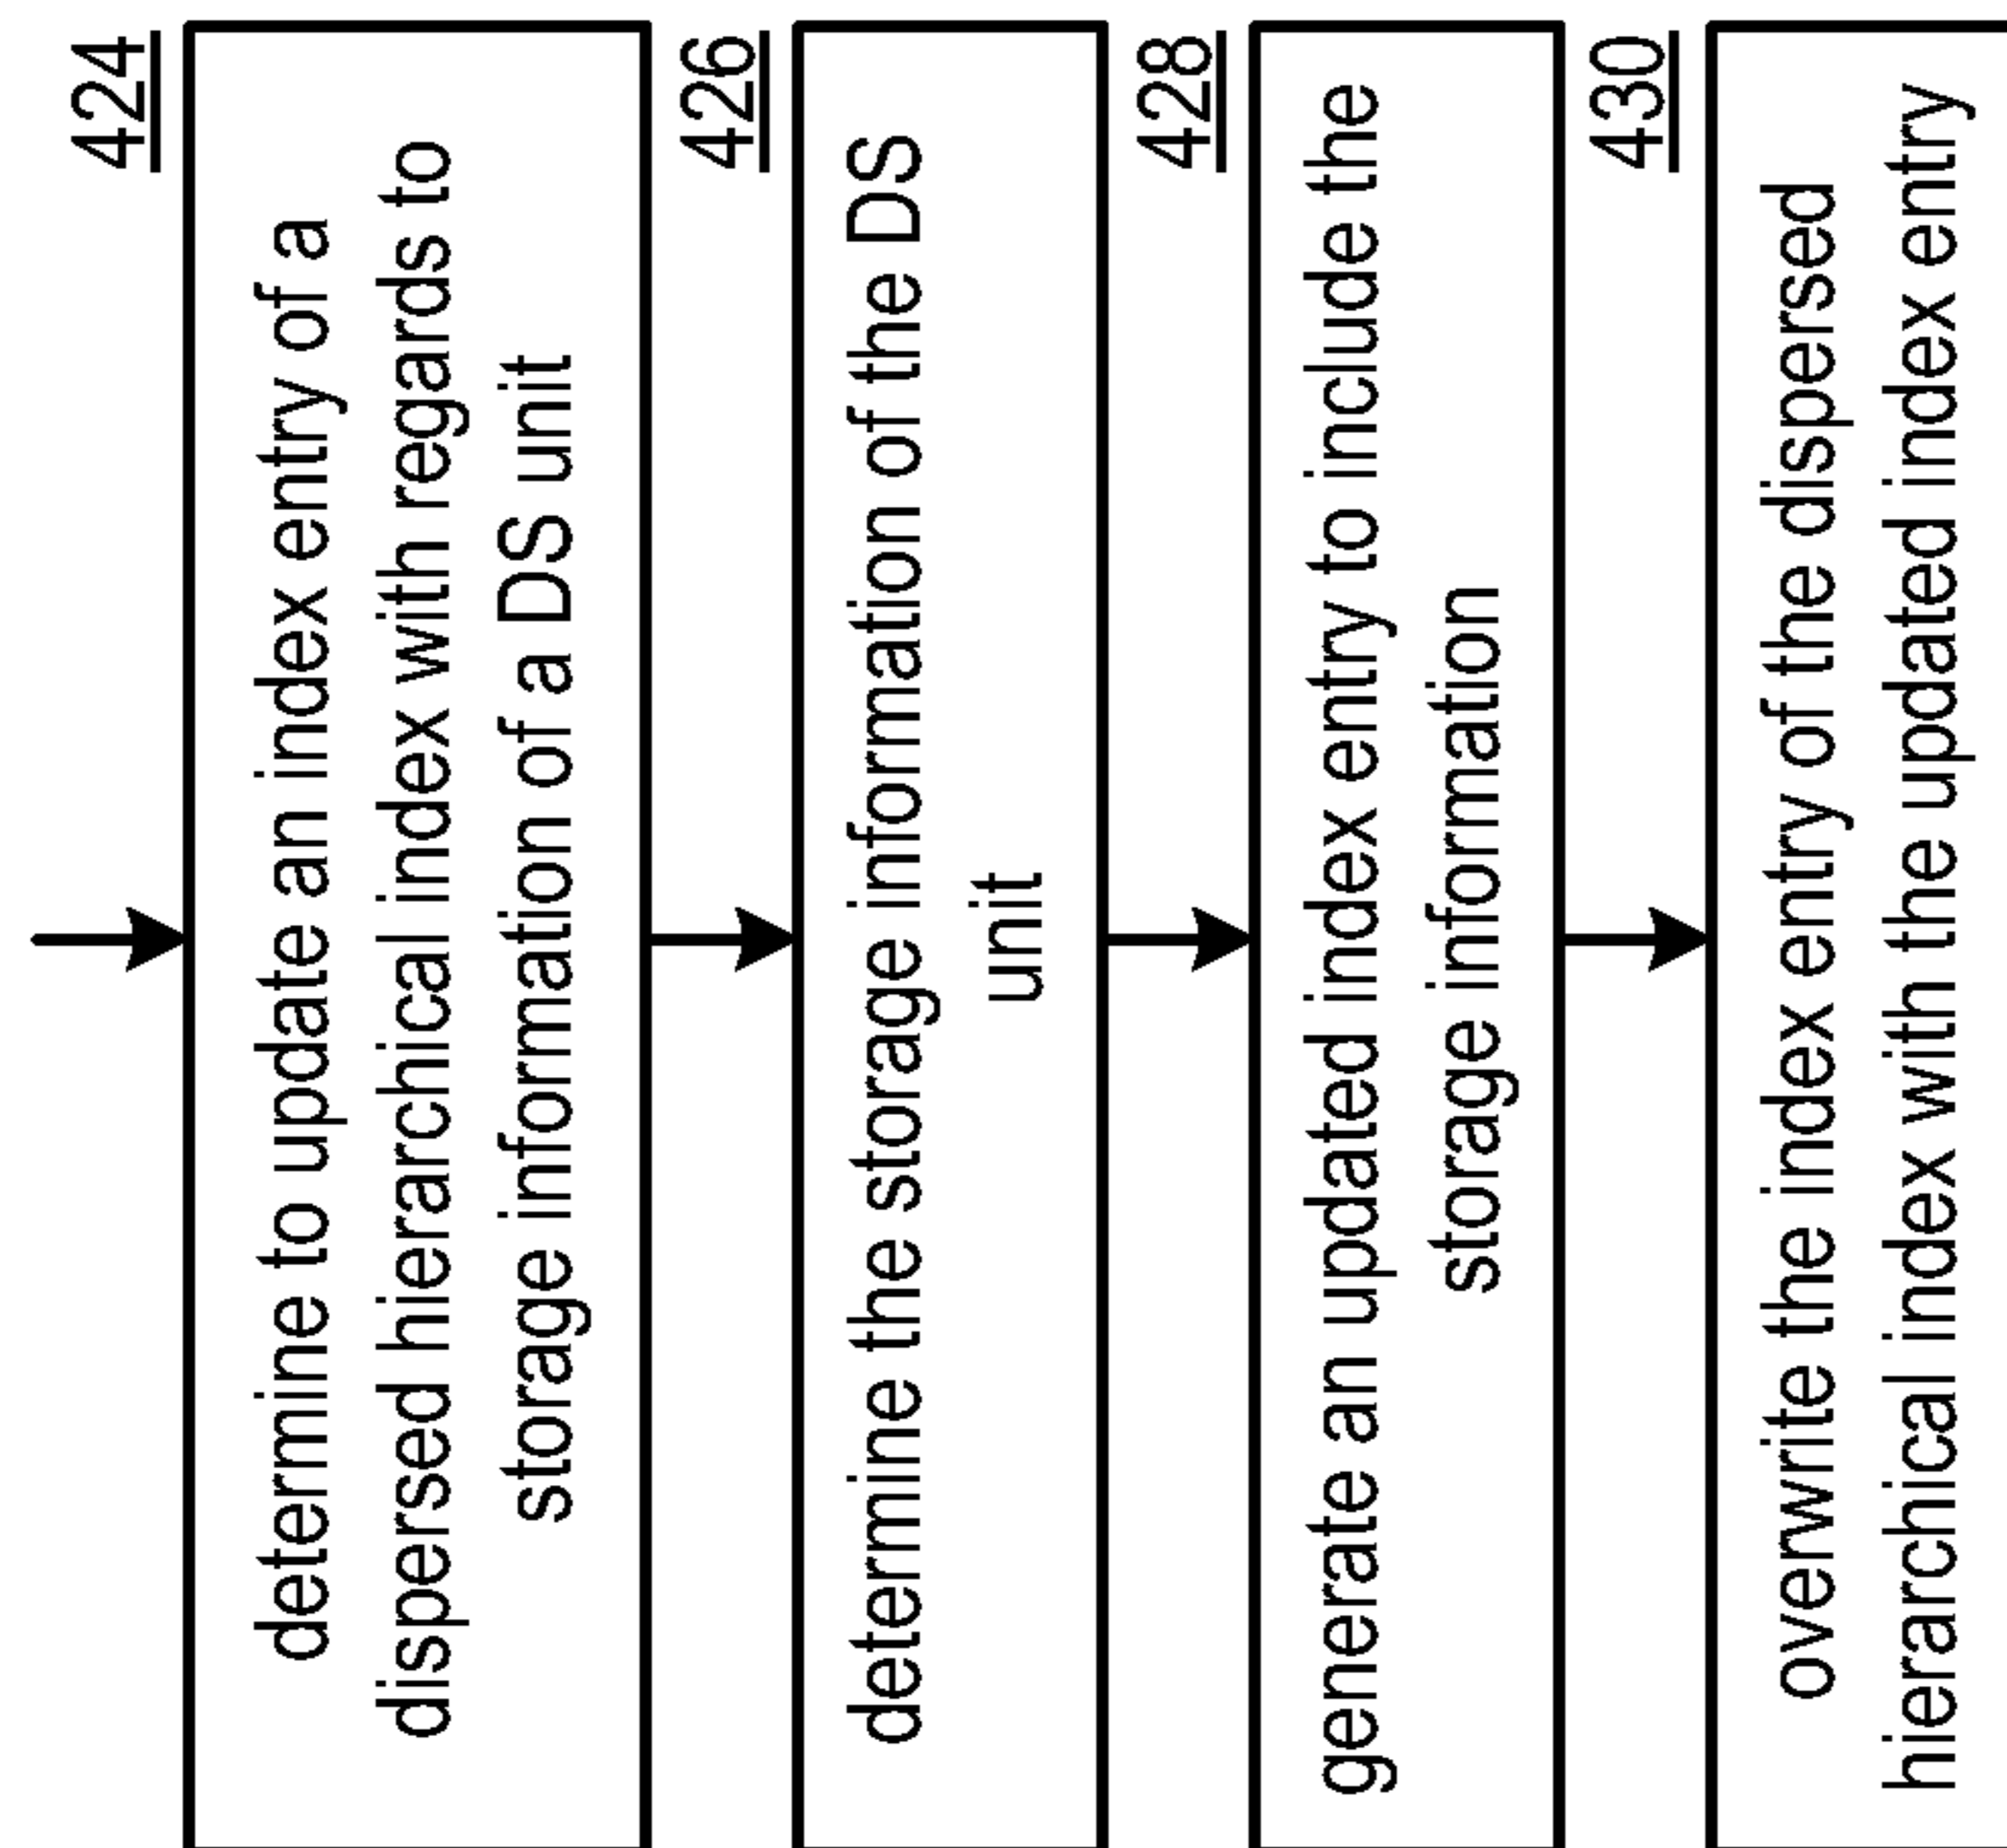 424
determine to update an index entry of a
dispersed hierarchical index with regards to
storage information of a DS unit
426
determine the storage information of the DS
unit
428
generate an updated index entry to include the
storage information
430
overwrite the index entry of the dispersed
hierarchical index with the updated index entry